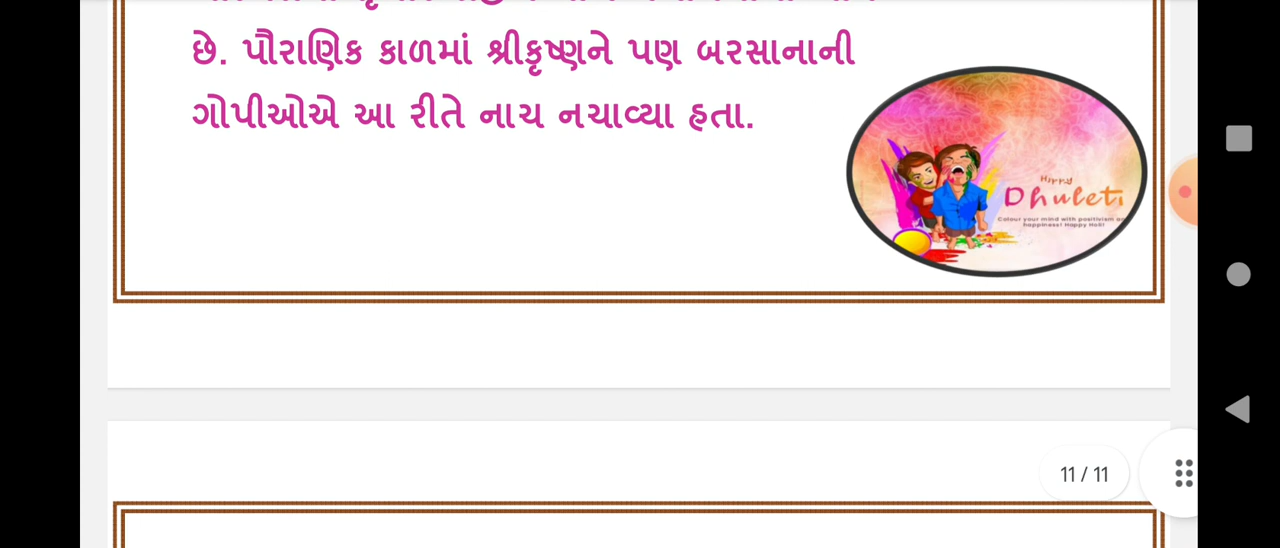 છે. પૌરાણિક કાળમાં શ્રીકૃષ્ણને પણ બરસાનાની
ગોપીઓએ આ રીતે નાચ નચાવ્યા હતા.
Happy
Dhuleti
Colour your mind with positivism
happiness! Happy Holi!
11 / 11